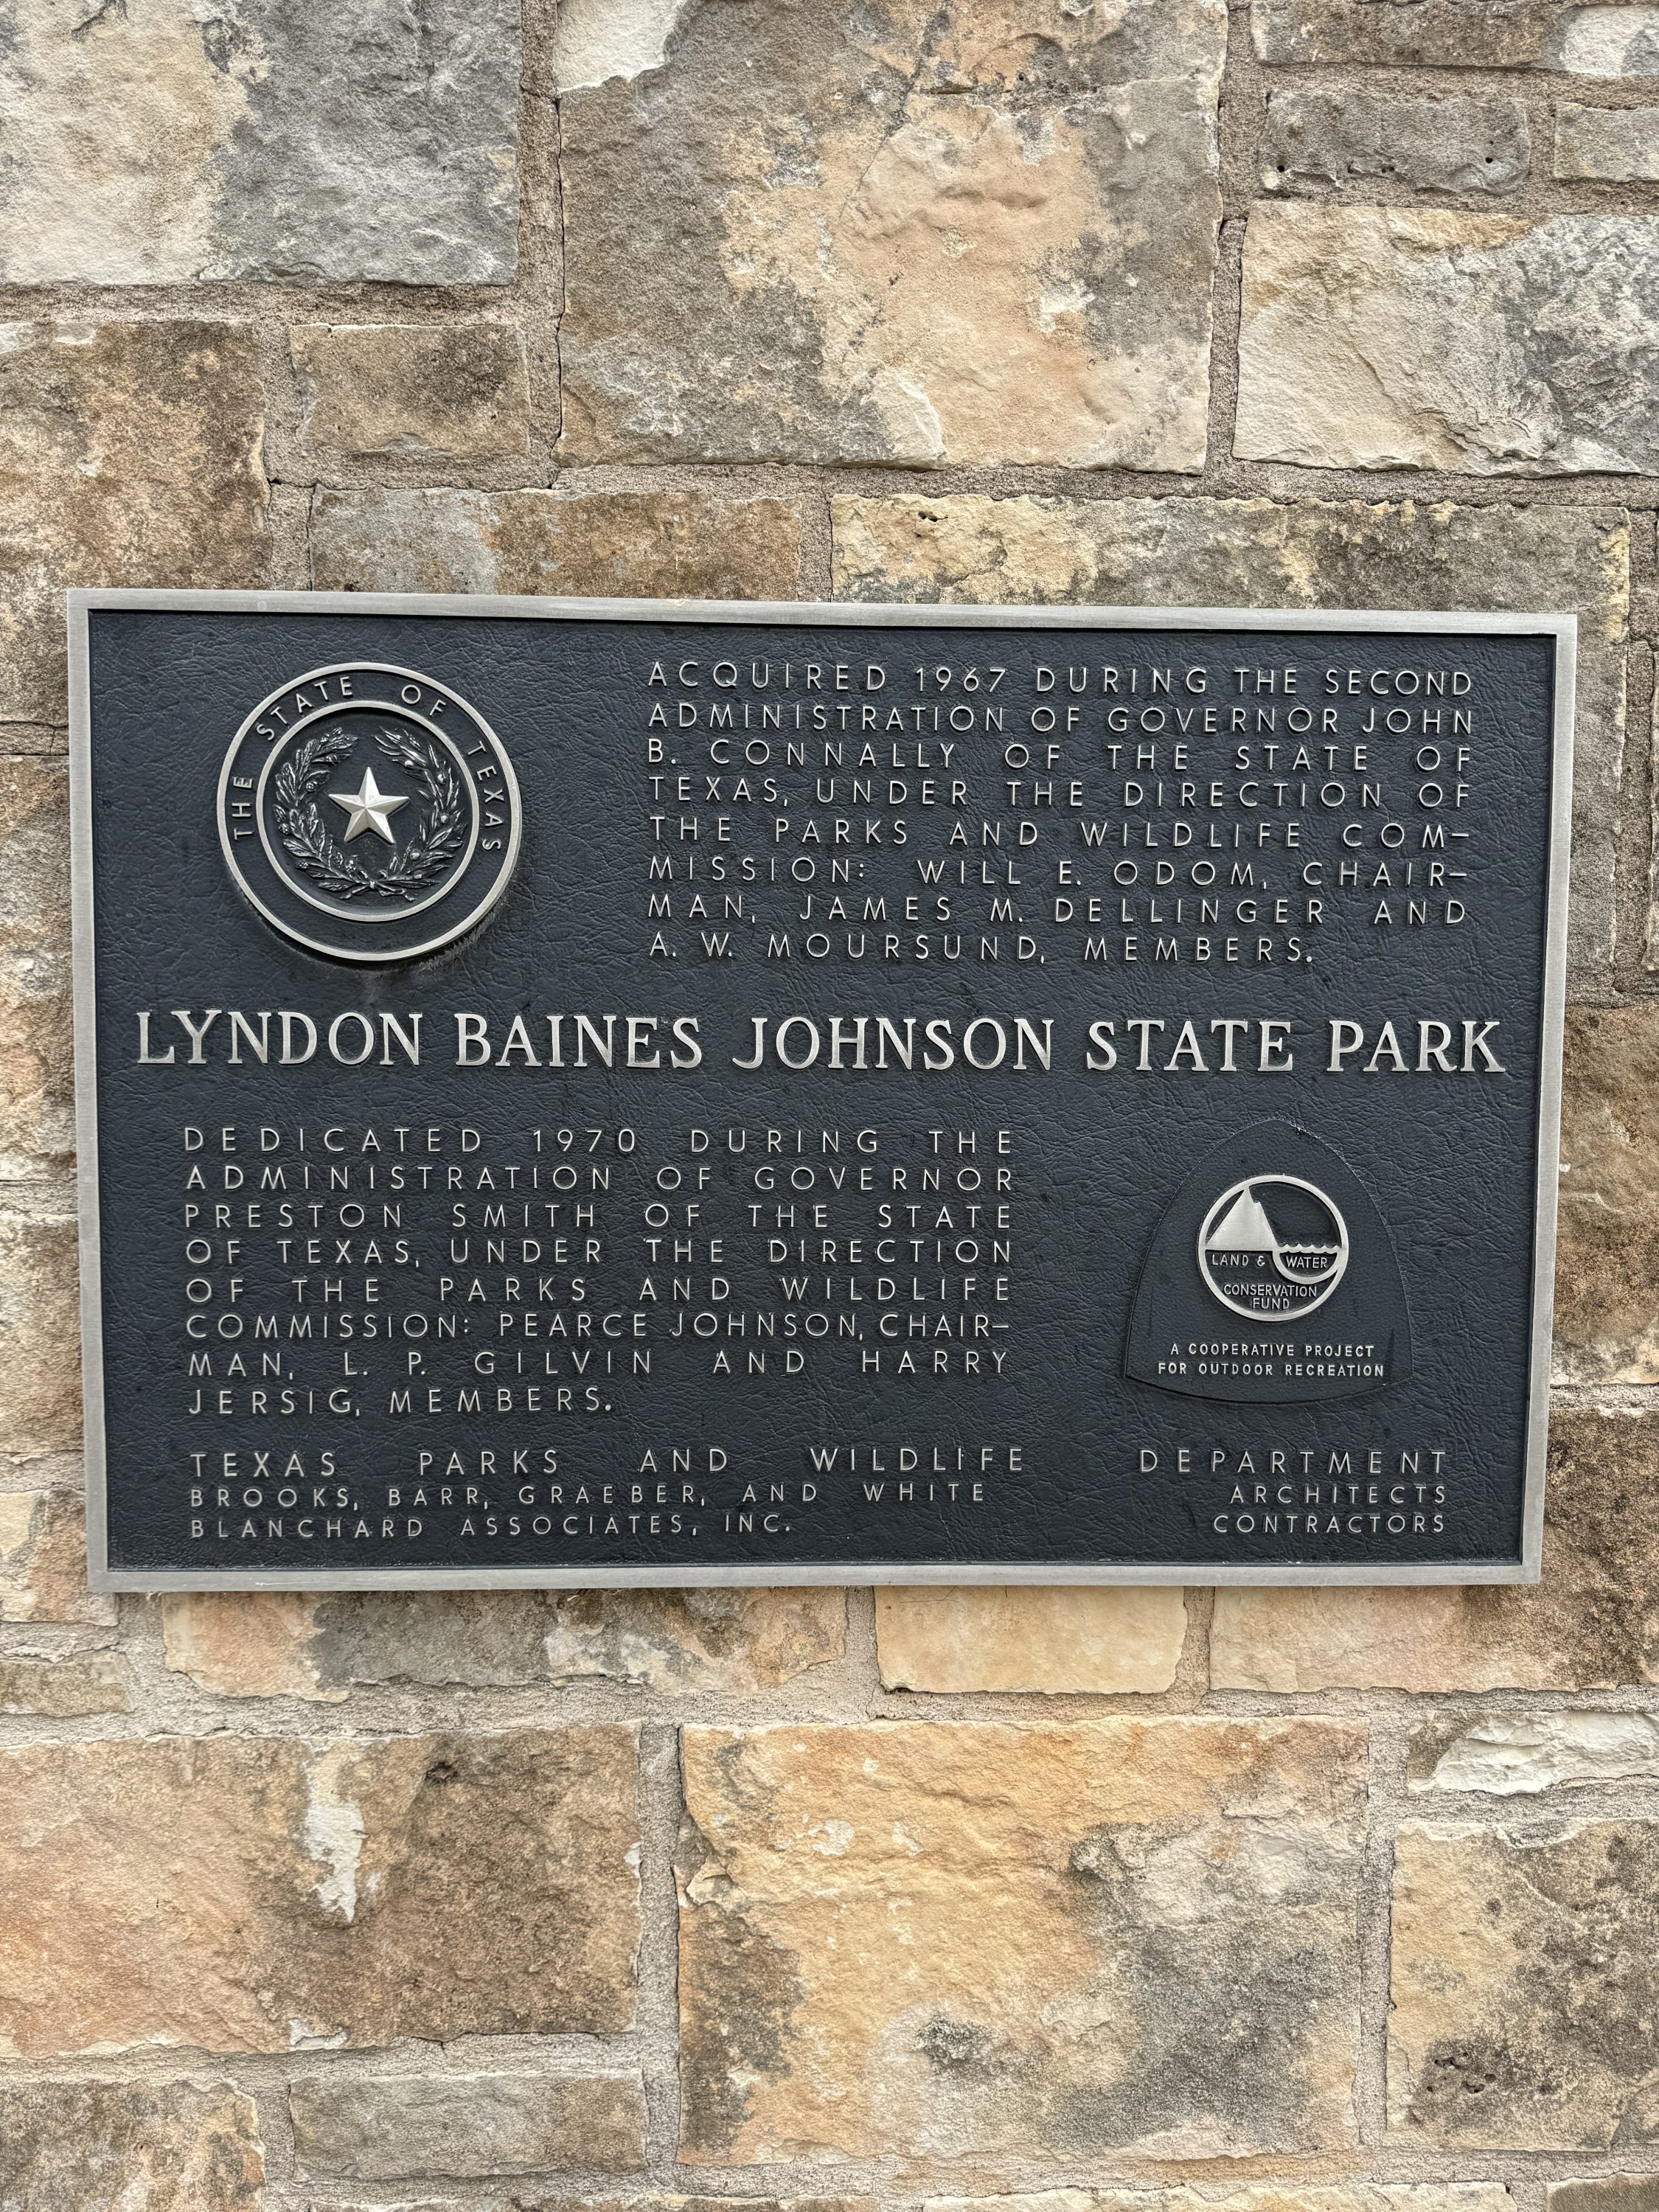 THE STATE OF TEXAS
ACQUIRED 1967 DURING THE SECOND
ADMINISTRATION OF GOVERNOR JOHN
B. CONNALLY OF THE STATE OF
TEXAS, UNDER THE DIRECTION OF
THE PARKS AND WILDLIFE COM-
MISSION: WILL E. ODOM, CHAIR-
MAN, JAMES M. DELLINGER AND
A. W. MOURSUND, MEMBERS.
LYNDON BAINES JOHNSON STATE PARK
DEDICATED 1970 DURING THE
ADMINISTRATION OF GOVERNOR
PRESTON SMITH OF THE STATE
OF TEXAS, UNDER THE DIRECTION
OF THE PARKS AND WILDLIFE
COMMISSION: PEARCE JOHNSON, CHAIR-
MAN, L. P. GILVIN AND HARRY
JERSIG, MEMBERS.
LAND & WATER
CONSERVATION
FUND
A COOPERATIVE PROJECT
FOR OUTDOOR RECREATION
TEXAS PARKS AND WILDLIFE DEPARTMENT
BROOKS, BARR, GRAEBER, AND WHITE ARCHITECTS
BLANCHARD ASSOCIATES, INC. CONTRACTORS